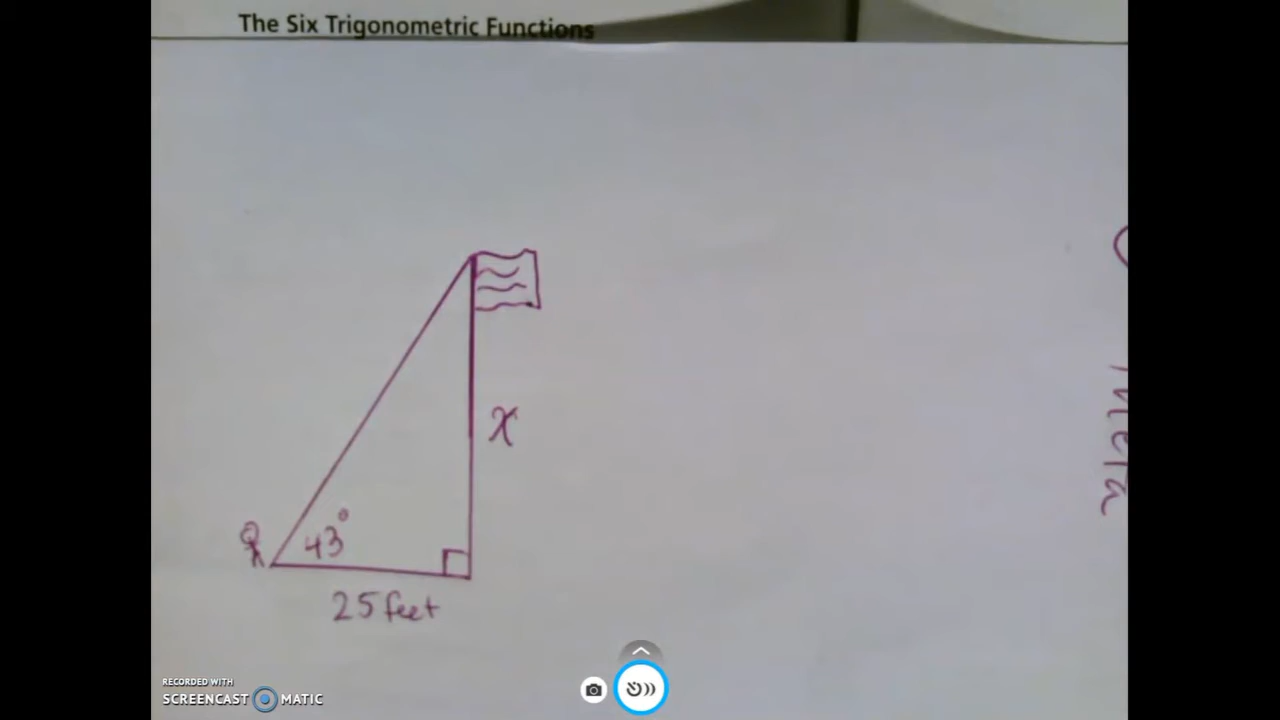 The Six Trigonometric Functions
x
43°
25 feet
RECORDED WITH
SCREENCAST MATIC